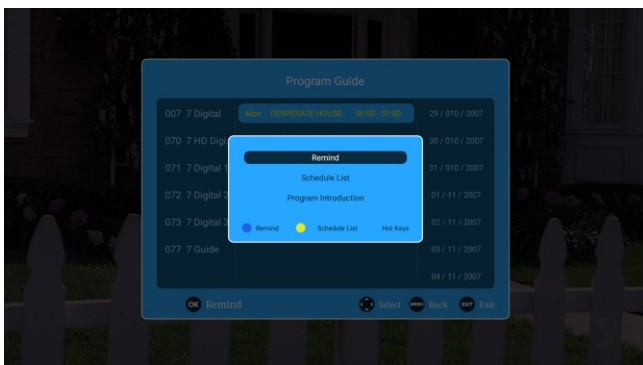 Program Guide
007 7 Digital Mon DESPERATE HOUSE.. 06:00 - 07:00 29 / 010 / 2007
070 7 HD Digi 30 / 010 / 2007
Remind
071 7 Digital 1 31 / 010 / 2007
Schedule List
072 7 Digital 2 01 / 11 / 2007
Program Introduction
073 7 Digital 3 02 / 11 / 2007
Remind Schedule List Hot Keys
077 7 Guide 03 / 11 / 2007
04 / 11 / 2007
OK Remind Select MENU Back EXIT Exit